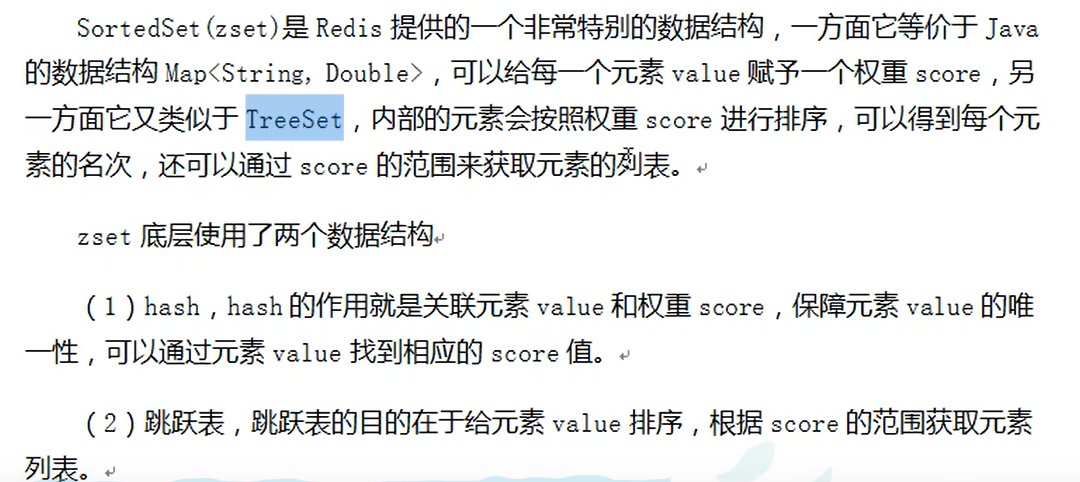 SortedSet(zset)是 Redis 提供的一个非常特别的数据结构，一方面它等价于 Java
的数据结构 Map<String, Double>，可以给每一个元素 value 赋予一个权重 score，另
一方面它又类似于 TreeSet，内部的元素会按照权重 score 进行排序，可以得到每个元
素的名次，还可以通过 score 的范围来获取元素的列表。
zset 底层使用了两个数据结构
（1）hash，hash 的作用就是关联元素 value 和权重 score，保障元素 value 的唯
一性，可以通过元素 value 找到相应的 score 值。
（2）跳跃表，跳跃表的目的在于给元素 value 排序，根据 score 的范围获取元素
列表。